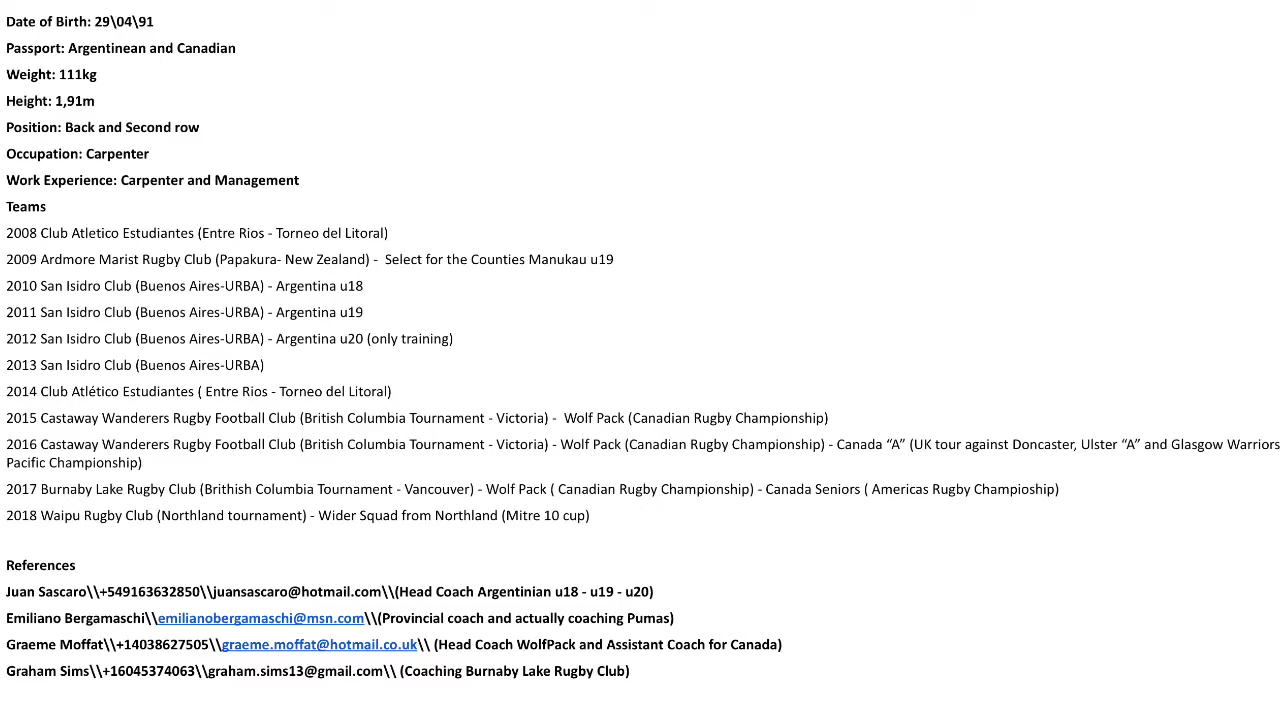 Date of Birth: 29\04\91
Passport: Argentinean and Canadian
Weight: 111kg
Height: 1,91m
Position: Back and Second row
Occupation: Carpenter
Work Experience: Carpenter and Management
Teams
2008 Club Atletico Estudiantes (Entre Rios - Torneo del Litoral)
2009 Ardmore Marist Rugby Club (Papakura- New Zealand) -  Select for the Counties Manukau u19
2010 San Isidro Club (Buenos Aires-URBA) - Argentina u18
2011 San Isidro Club (Buenos Aires-URBA) - Argentina u19
2012 San Isidro Club (Buenos Aires-URBA) - Argentina u20 (only training)
2013 San Isidro Club (Buenos Aires-URBA)
2014 Club Atlético Estudiantes ( Entre Rios - Torneo del Litoral)
2015 Castaway Wanderers Rugby Football Club (British Columbia Tournament - Victoria) -  Wolf Pack (Canadian Rugby Championship)
2016 Castaway Wanderers Rugby Football Club (British Columbia Tournament - Victoria) - Wolf Pack (Canadian Rugby Championship) - Canada “A” (UK tour against Doncaster, Ulster “A” and Glasgow Warriors
Pacific Championship)
2017 Burnaby Lake Rugby Club (Brithish Columbia Tournament - Vancouver) - Wolf Pack ( Canadian Rugby Championship) - Canada Seniors ( Americas Rugby Champioship)
2018 Waipu Rugby Club (Northland tournament) - Wider Squad from Northland (Mitre 10 cup)
References
Juan Sascaro\\+549163632850\\juansascaro@hotmail.com\\(Head Coach Argentinian u18 - u19 - u20)
Emiliano Bergamaschi\\emilianobergamaschi@msn.com\\(Provincial coach and actually coaching Pumas)
Graeme Moffat\\+14038627505\\graeme.moffat@hotmail.co.uk\\ (Head Coach WolfPack and Assistant Coach for Canada)
Graham Sims\\+16045374063\\graham.sims13@gmail.com\\ (Coaching Burnaby Lake Rugby Club)